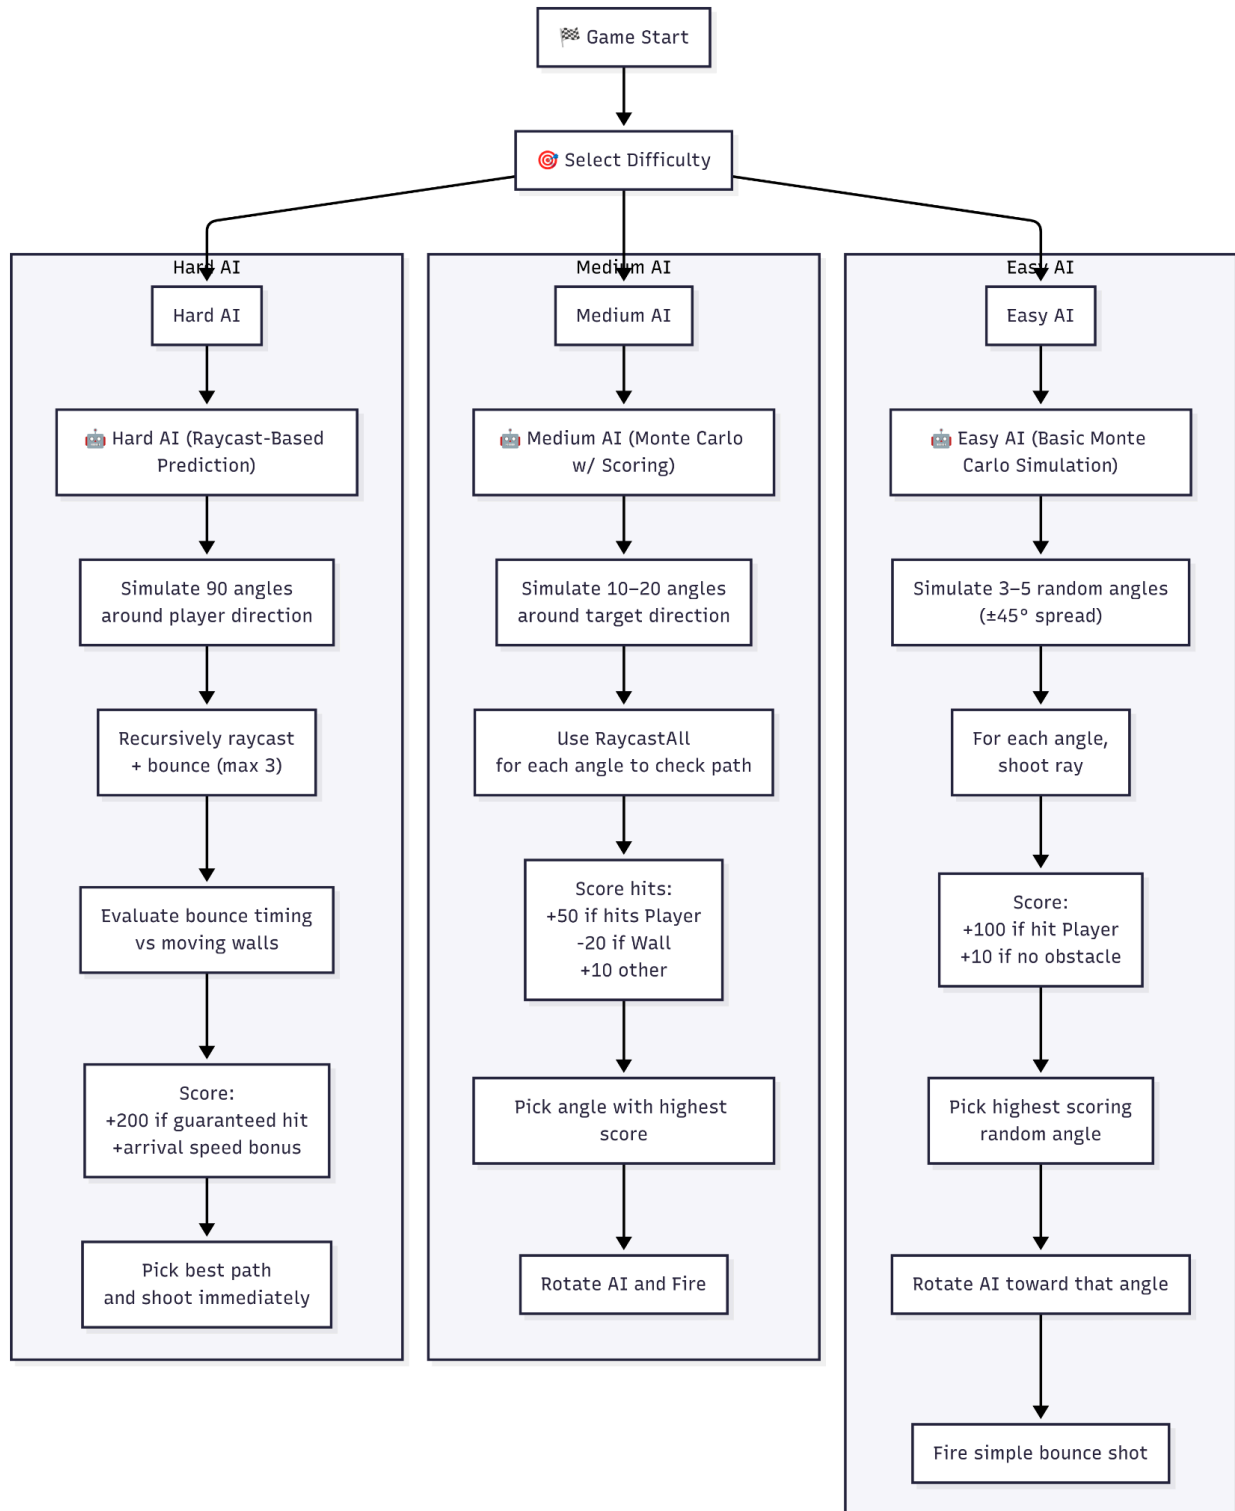 🏁 Game Start
🎯 Select Difficulty
Hard AI
Hard AI
🤖 Hard AI (Raycast-Based
Prediction)
Simulate 90 angles
around player direction
Recursively raycast
+ bounce (max 3)
Evaluate bounce timing
vs moving walls
Score:
+200 if guaranteed hit
+arrival speed bonus
Pick best path
and shoot immediately
Medium AI
Medium AI
🤖 Medium AI (Monte Carlo
w/ Scoring)
Simulate 10–20 angles
around target direction
Use RaycastAll
for each angle to check path
Score hits:
+50 if hits Player
-20 if Wall
+10 other
Pick angle with highest
score
Rotate AI and Fire
Easy AI
Easy AI
🤖 Easy AI (Basic Monte
Carlo Simulation)
Simulate 3–5 random angles
(±45° spread)
For each angle,
shoot ray
Score:
+100 if hit Player
+10 if no obstacle
Pick highest scoring
random angle
Rotate AI toward that angle
Fire simple bounce shot